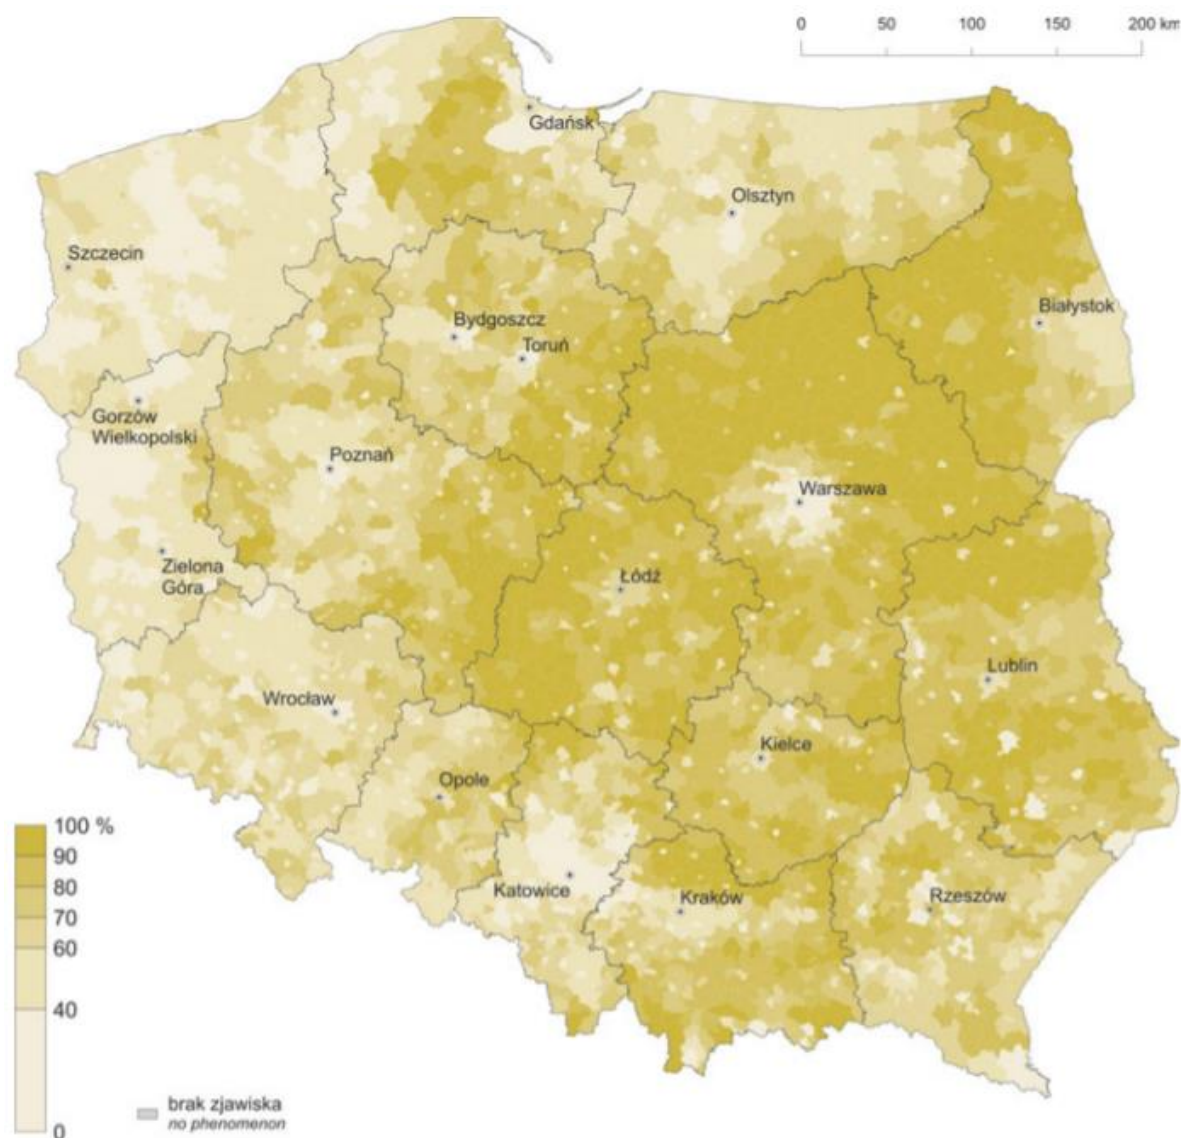 0 50 100 150 200 km
Gdańsk
Olsztyn
Szczecin
Białystok
Bydgoszcz
Toruń
Gorzów
Wielkopolski
Poznań
Warszawa
Zielona
Góra
Łódź
Lublin
Wrocław
Kielce
Opole
100 %
90
80
70
60
40
0
Katowice
Kraków
Rzeszów
brak zjawiska
no phenomenon